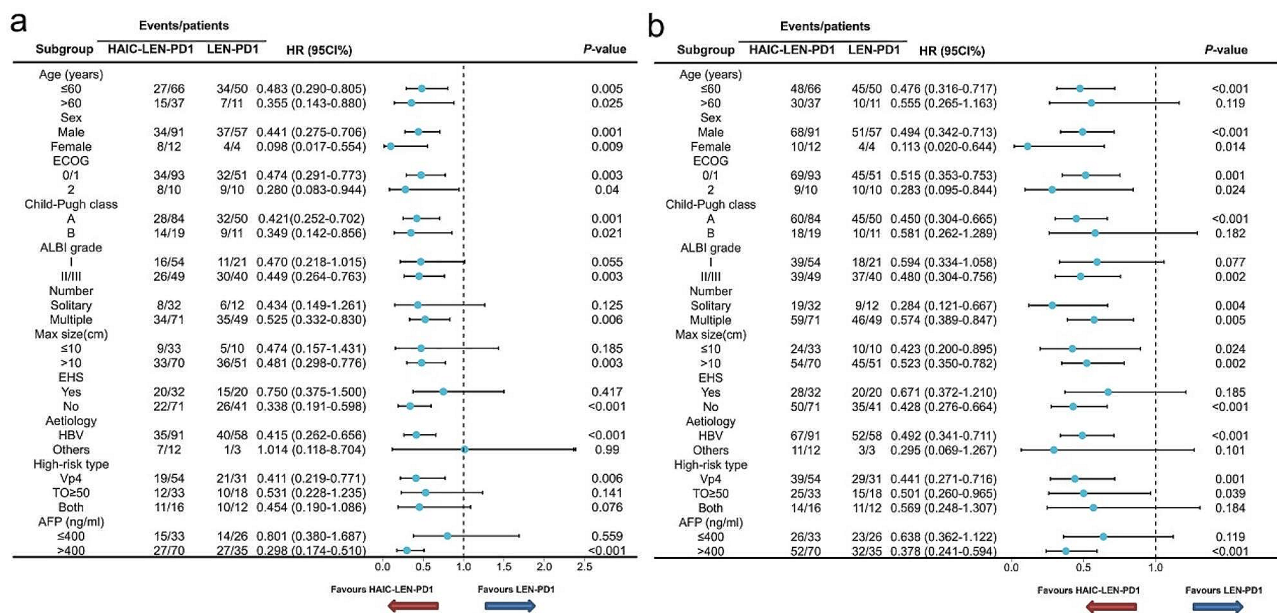 a
Events/patients
Subgroup HAIC-LEN-PD1 LEN-PD1 HR (95CI%) P-value
Age (years)
≤60 27/66 34/50 0.483 (0.290-0.805) 0.005
>60 15/37 7/11 0.355 (0.143-0.880) 0.025
Sex
Male 34/91 37/57 0.441 (0.275-0.706) 0.001
Female 8/12 4/4 0.098 (0.017-0.554) 0.009
ECOG
0/1 34/93 32/51 0.474 (0.291-0.773) 0.003
2 8/10 9/10 0.280 (0.083-0.944) 0.04
Child-Pugh class
A 28/84 32/50 0.421(0.252-0.702) 0.001
B 14/19 9/11 0.349 (0.142-0.856) 0.021
ALBI grade
I 16/54 11/21 0.470 (0.218-1.015) 0.055
II/III 26/49 30/40 0.449 (0.264-0.763) 0.003
Number
Solitary 8/32 6/12 0.434 (0.149-1.261) 0.125
Multiple 34/71 35/49 0.525 (0.332-0.830) 0.006
Max size(cm)
≤10 9/33 5/10 0.474 (0.157-1.431) 0.185
>10 33/70 36/51 0.481 (0.298-0.776) 0.003
EHS
Yes 20/32 15/20 0.750 (0.375-1.500) 0.417
No 22/71 26/41 0.338 (0.191-0.598) <0.001
Aetiology
HBV 35/91 40/58 0.415 (0.262-0.656) <0.001
Others 7/12 1/3 1.014 (0.118-8.704) 0.99
High-risk type
Vp4 19/54 21/31 0.411 (0.219-0.771) 0.006
TO≥50 12/33 10/18 0.531 (0.228-1.235) 0.141
Both 11/16 10/12 0.454 (0.190-1.086) 0.076
AFP (ng/ml)
≤400 15/33 14/26 0.801 (0.380-1.687) 0.559
>400 27/70 27/35 0.298 (0.174-0.510) <0.001
0.0 0.5 1.0 1.5 2.0 2.5
Favours HAIC-LEN-PD1 Favours LEN-PD1
b
Events/patients
Subgroup HAIC-LEN-PD1 LEN-PD1 HR (95CI%) P-value
Age (years)
≤60 48/66 45/50 0.476 (0.316-0.717) <0.001
>60 30/37 10/11 0.555 (0.265-1.163) 0.119
Sex
Male 68/91 51/57 0.494 (0.342-0.713) <0.001
Female 10/12 4/4 0.113 (0.020-0.644) 0.014
ECOG
0/1 69/93 45/51 0.515 (0.353-0.753) 0.001
2 9/10 10/10 0.283 (0.095-0.844) 0.024
Child-Pugh class
A 60/84 45/50 0.450 (0.304-0.665) <0.001
B 18/19 10/11 0.581 (0.262-1.289) 0.182
ALBI grade
I 39/54 18/21 0.594 (0.334-1.058) 0.077
II/III 39/49 37/40 0.480 (0.304-0.756) 0.002
Number
Solitary 19/32 9/12 0.284 (0.121-0.667) 0.004
Multiple 59/71 46/49 0.574 (0.389-0.847) 0.005
Max size(cm)
≤10 24/33 10/10 0.423 (0.200-0.895) 0.024
>10 54/70 45/51 0.523 (0.350-0.782) 0.002
EHS
Yes 28/32 20/20 0.671 (0.372-1.210) 0.185
No 50/71 35/41 0.428 (0.276-0.664) <0.001
Aetiology
HBV 67/91 52/58 0.492 (0.341-0.711) <0.001
Others 11/12 3/3 0.295 (0.069-1.267) 0.101
High-risk type
Vp4 39/54 29/31 0.441 (0.271-0.716) 0.001
TO≥50 25/33 15/18 0.501 (0.260-0.965) 0.039
Both 14/16 11/12 0.569 (0.248-1.307) 0.184
AFP (ng/ml)
≤400 26/33 23/26 0.638 (0.362-1.122) 0.119
>400 52/70 32/35 0.378 (0.241-0.594) <0.001
0.0 1.0
Favours HAIC-LEN-PD1 Favours LEN-PD1